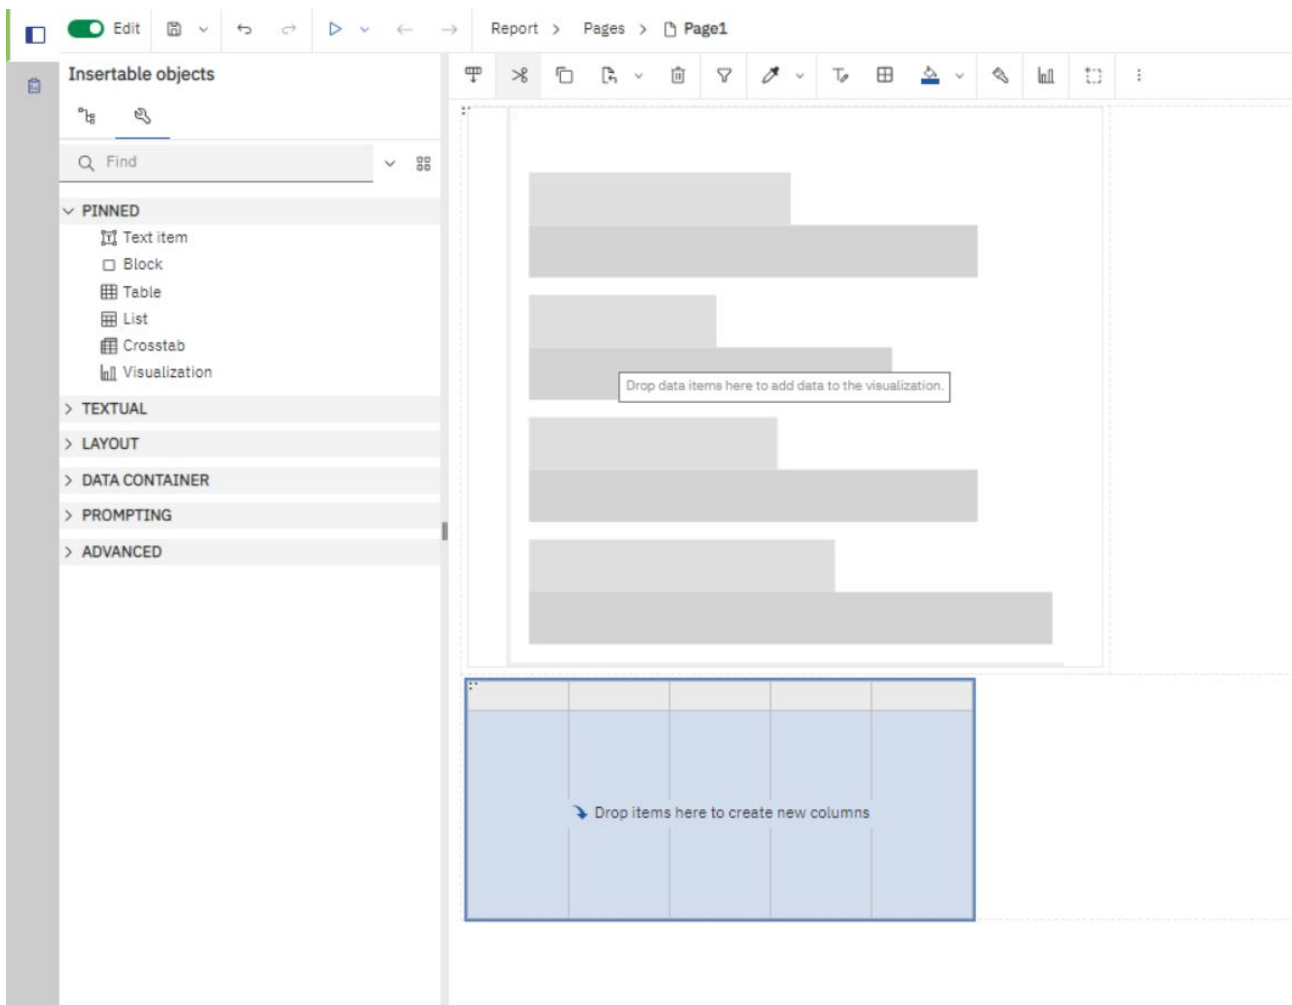 Edit
Report > Pages > Page1
Insertable objects
Find
PINNED
Text item
Block
Table
List
Crosstab
Visualization
TEXTUAL
LAYOUT
DATA CONTAINER
PROMPTING
ADVANCED
Drop data items here to add data to the visualization.
Drop items here to create new columns